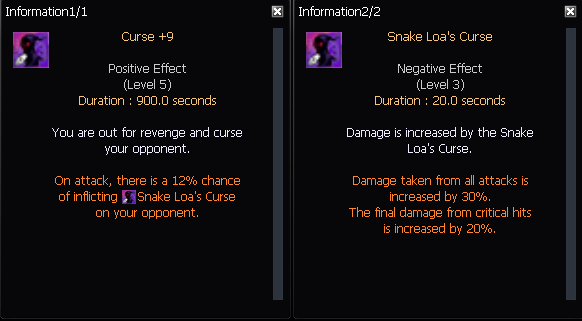 Information1/1
Curse +9
Positive Effect
(Level 5)
Duration : 900.0 seconds
You are out for revenge and curse
your opponent.
On attack, there is a 12% chance
of inflicting Snake Loa's Curse
on your opponent.
Information2/2
Snake Loa's Curse
Negative Effect
(Level 3)
Duration : 20.0 seconds
Damage is increased by the Snake
Loa's Curse.
Damage taken from all attacks is
increased by 30%.
The final damage from critical hits
is increased by 20%.